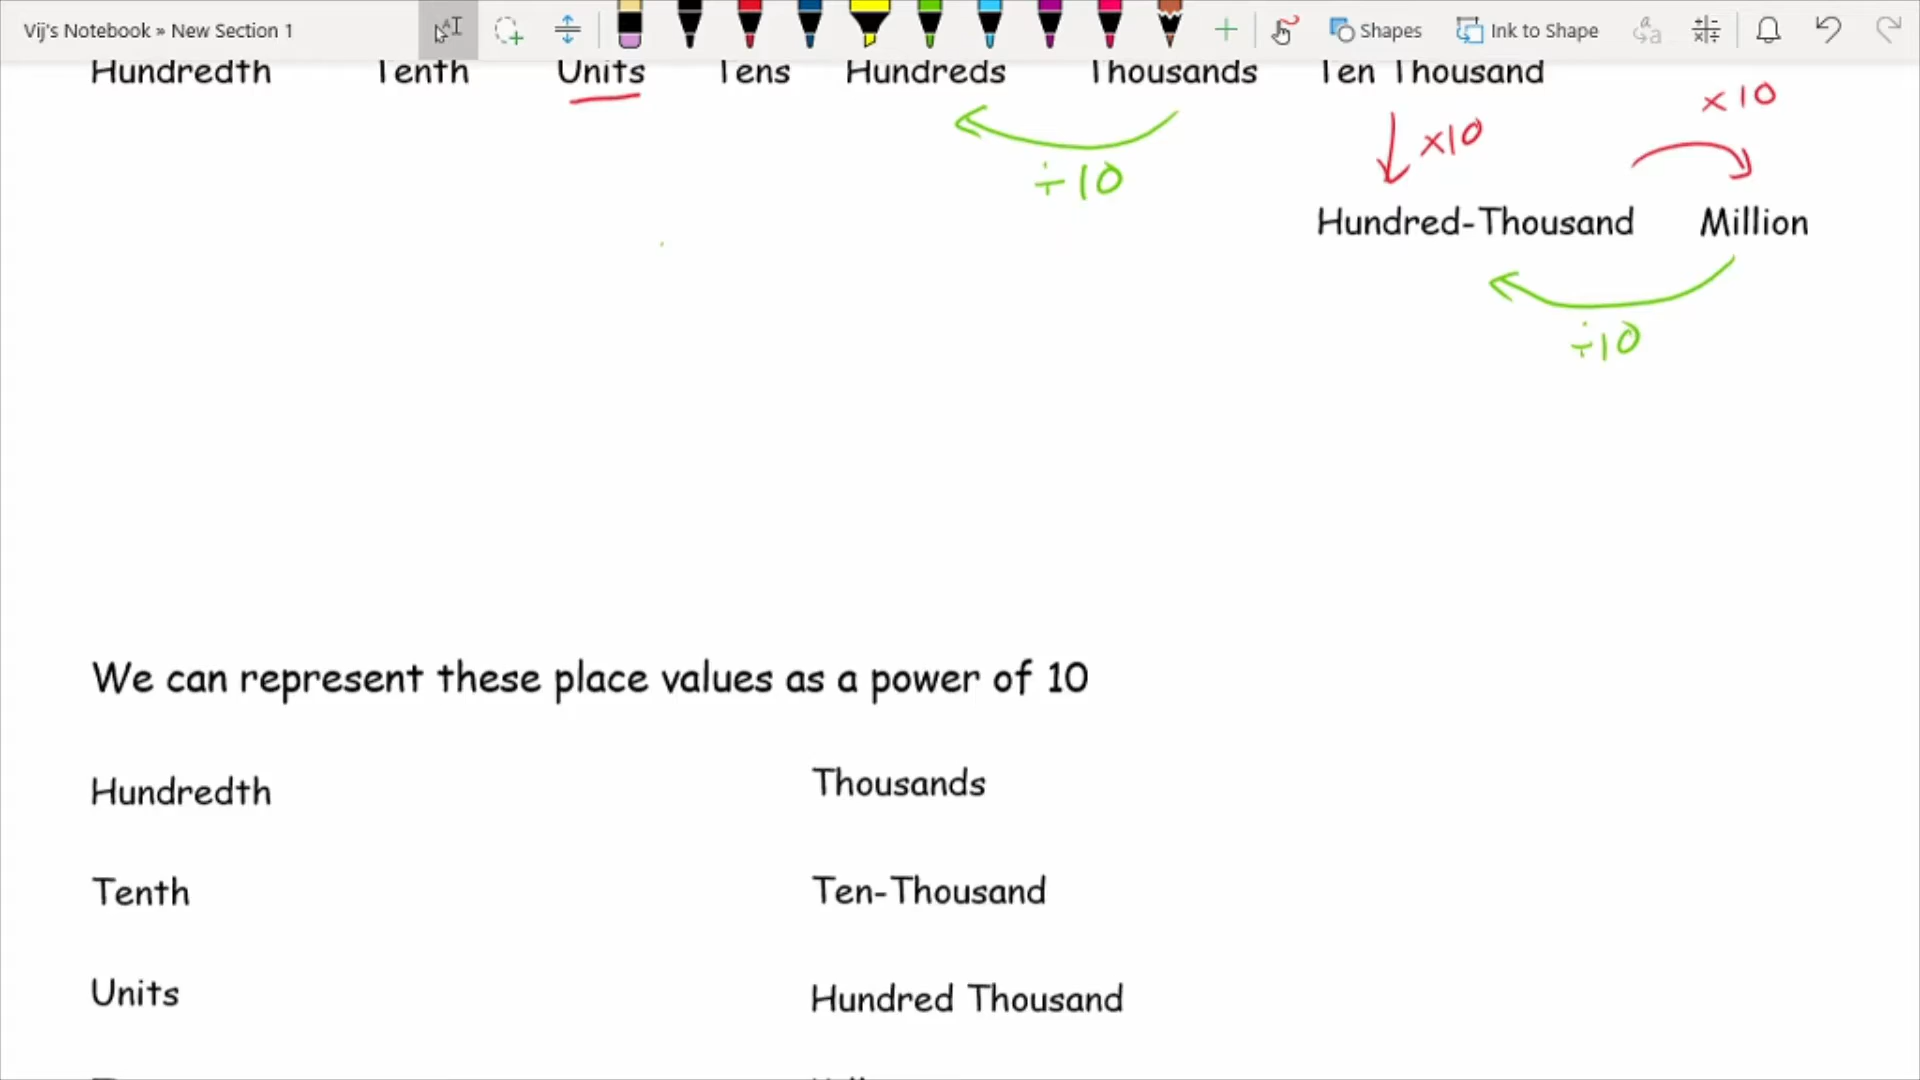 Vij's Notebook » New Section 1
Shapes
Ink to Shape
Hundredth Tenth Units Tens Hundreds Thousands Ten Thousand
x10
x10
÷10
Hundred-Thousand Million
÷10
We can represent these place values as a power of 10
Hundredth
Thousands
Tenth
Ten-Thousand
Units
Hundred Thousand